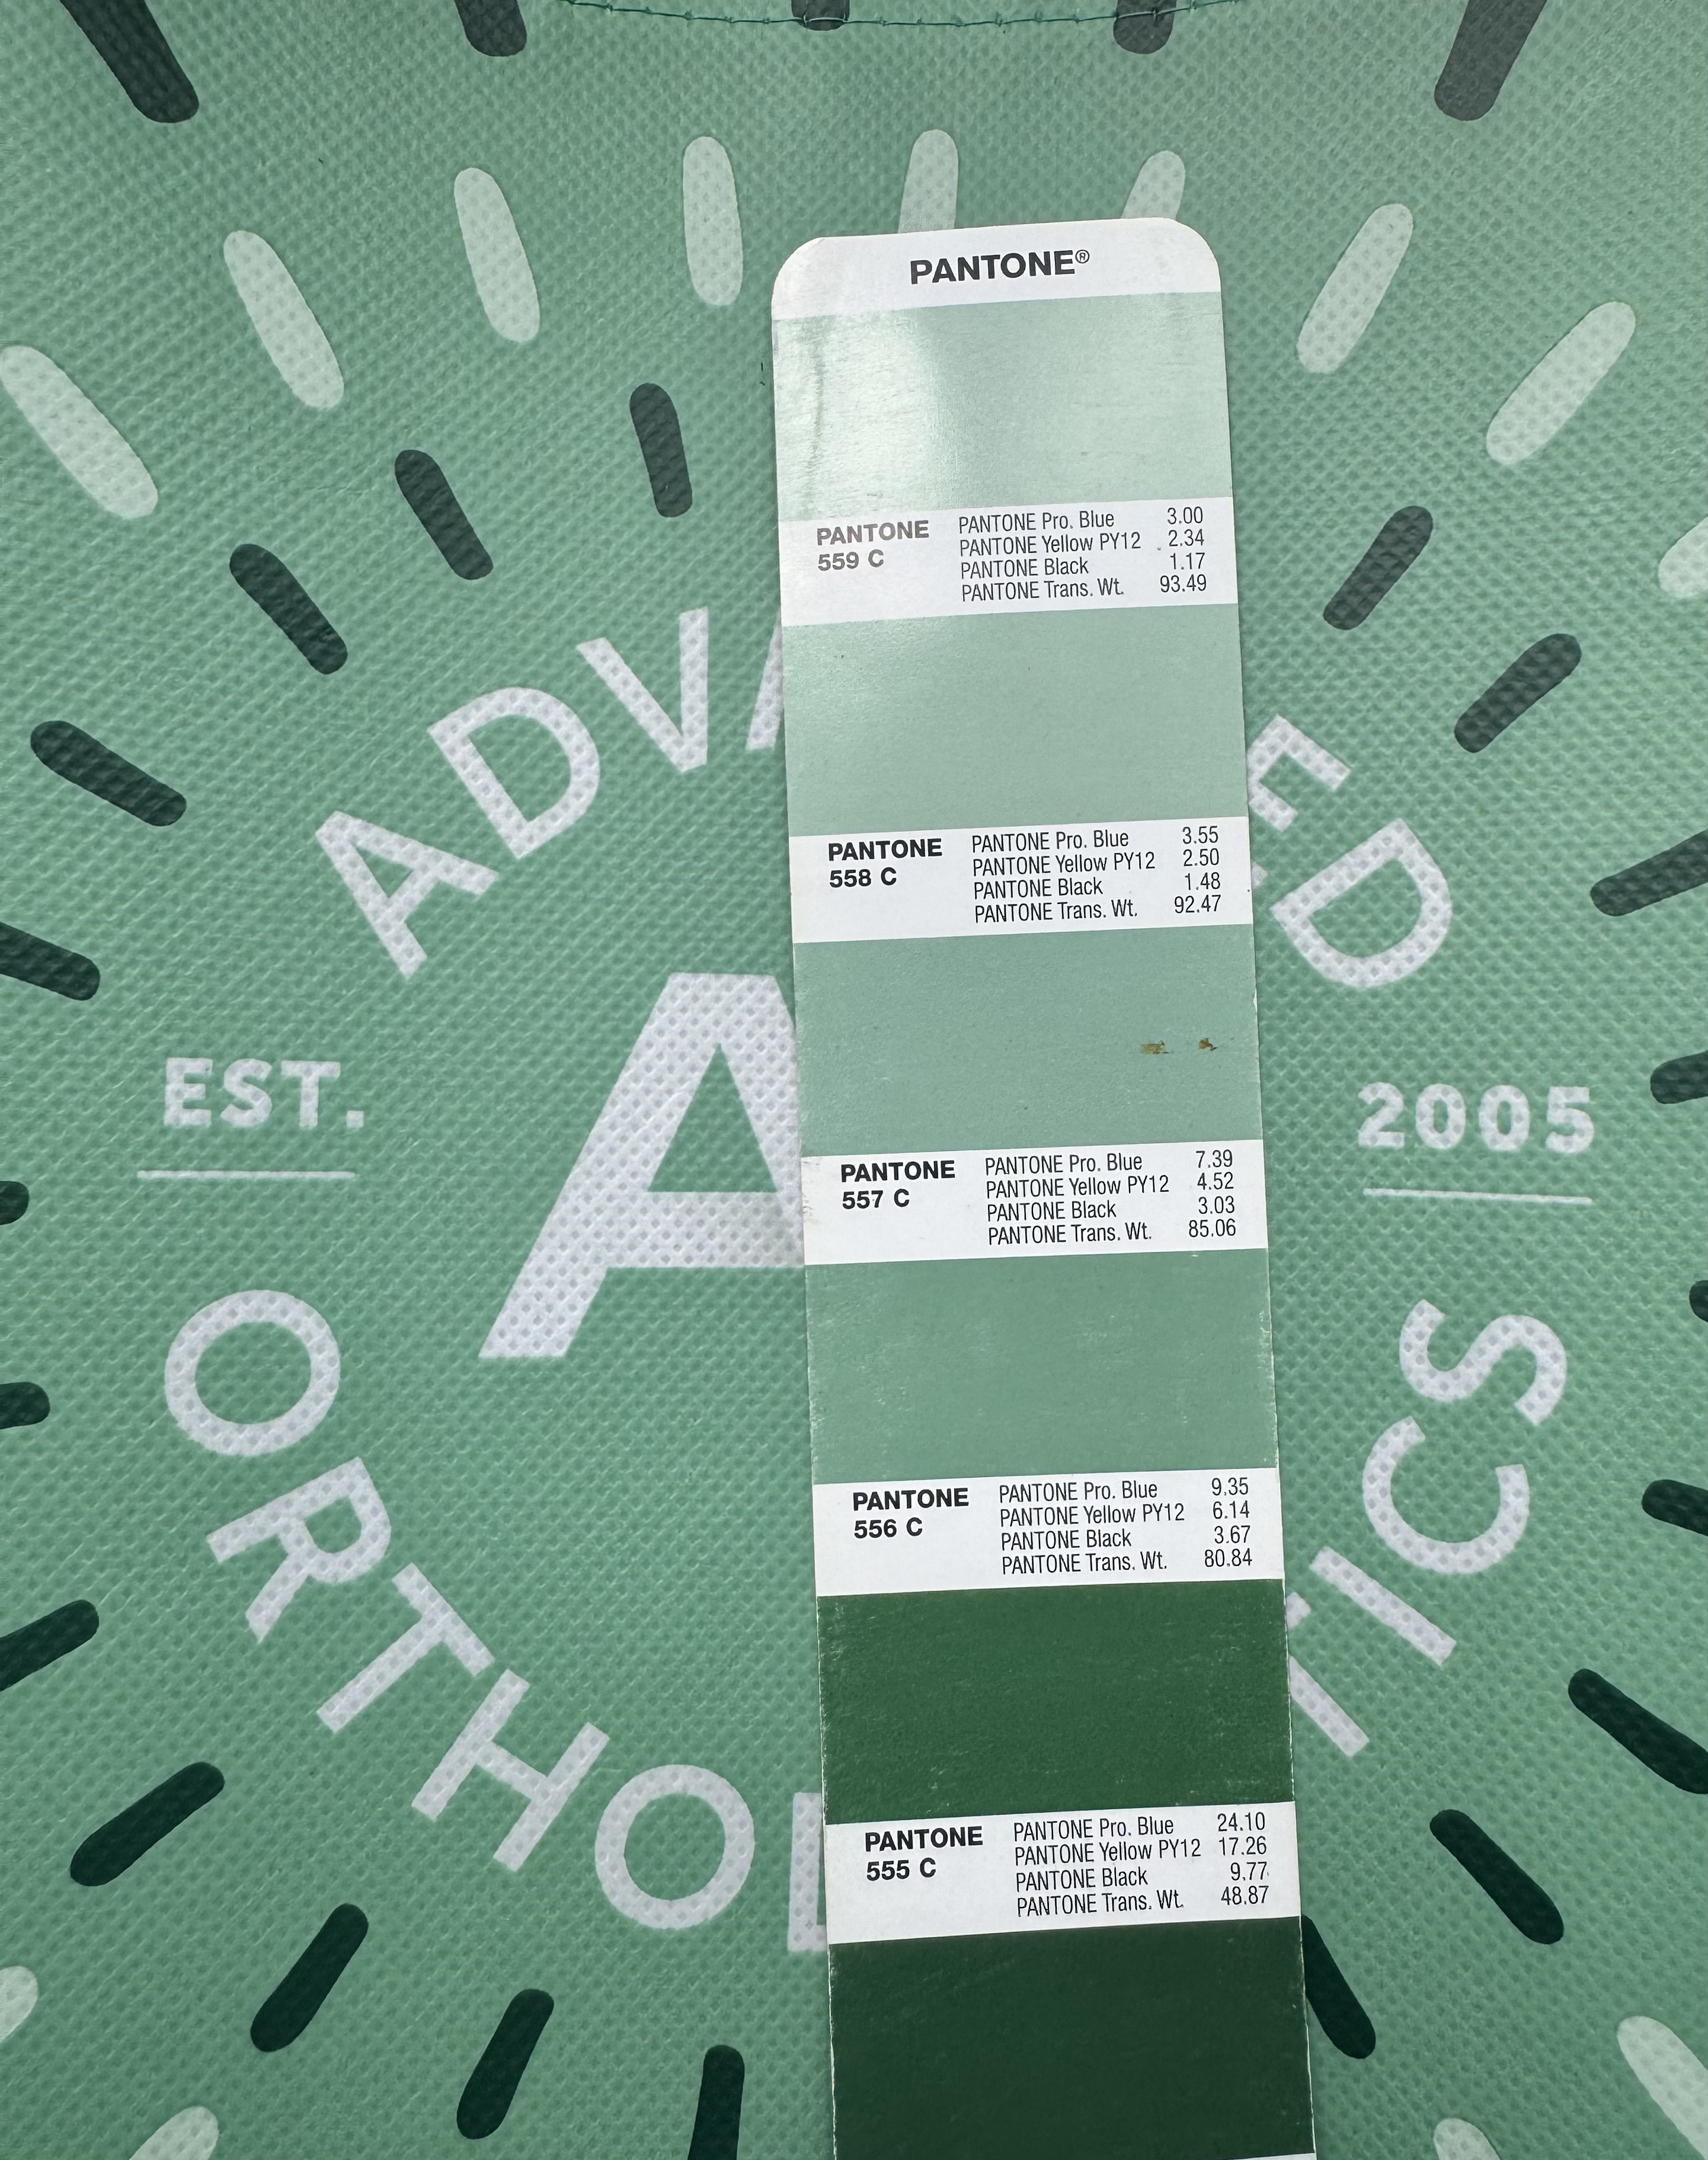 PANTONE®
PANTONE
559 C
PANTONE Pro. Blue 3.00
PANTONE Yellow PY12 2.34
PANTONE Black 1.17
PANTONE Trans. Wt. 93.49
PANTONE
558 C
PANTONE Pro. Blue 3.55
PANTONE Yellow PY12 2.50
PANTONE Black 1.48
PANTONE Trans. Wt. 92.47
PANTONE
557 C
PANTONE Pro. Blue 7.39
PANTONE Yellow PY12 4.52
PANTONE Black 3.03
PANTONE Trans. Wt. 85.06
PANTONE
556 C
PANTONE Pro. Blue 9.35
PANTONE Yellow PY12 6.14
PANTONE Black 3.67
PANTONE Trans. Wt. 80.84
PANTONE
555 C
PANTONE Pro. Blue 24.10
PANTONE Yellow PY12 17.26
PANTONE Black 9.77
PANTONE Trans. Wt. 48.87
ADVA ED
A
EST.
2005
ORTHO TICS